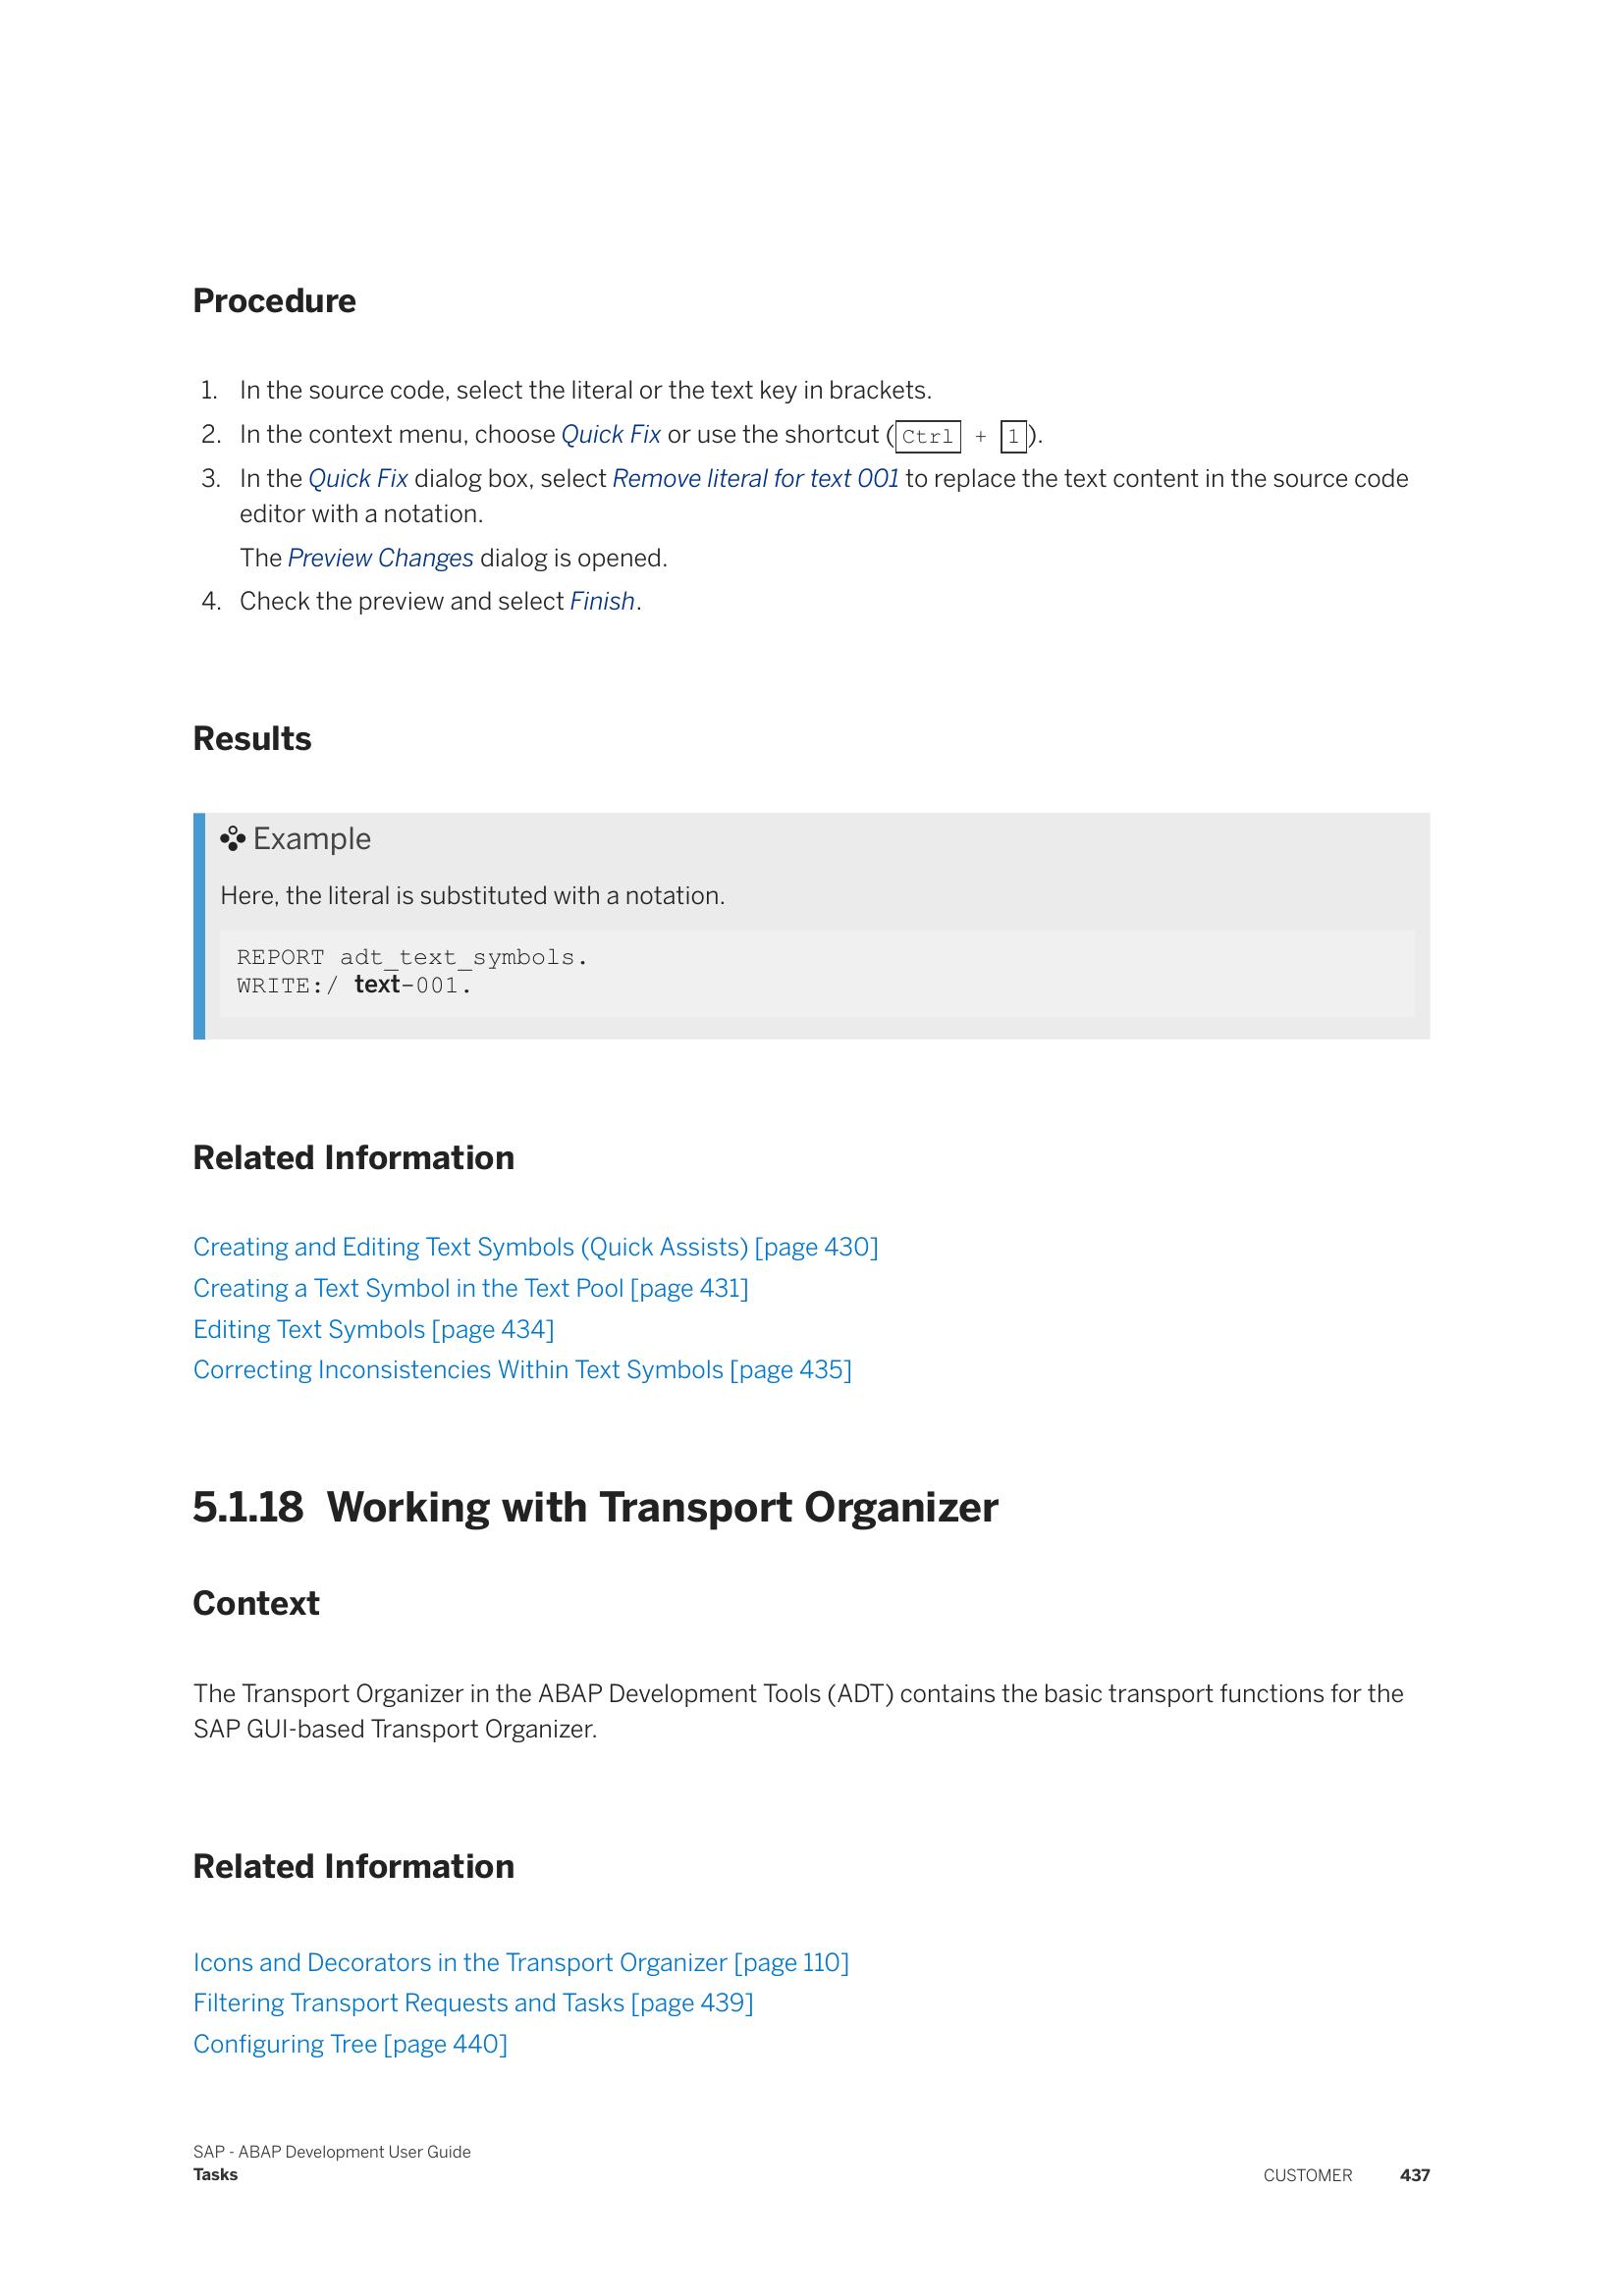 Procedure
1. In the source code, select the literal or the text key in brackets.
2. In the context menu, choose Quick Fix or use the shortcut ( Ctrl + 1 ).
3. In the Quick Fix dialog box, select Remove literal for text 001 to replace the text content in the source code
editor with a notation.
The Preview Changes dialog is opened.
4. Check the preview and select Finish.
Results
Example
Here, the literal is substituted with a notation.
REPORT adt_text_symbols.
WRITE:/ text-001.
Related Information
Creating and Editing Text Symbols (Quick Assists) [page 430]
Creating a Text Symbol in the Text Pool [page 431]
Editing Text Symbols [page 434]
Correcting Inconsistencies Within Text Symbols [page 435]
5.1.18 Working with Transport Organizer
Context
The Transport Organizer in the ABAP Development Tools (ADT) contains the basic transport functions for the
SAP GUI-based Transport Organizer.
Related Information
Icons and Decorators in the Transport Organizer [page 110]
Filtering Transport Requests and Tasks [page 439]
Configuring Tree [page 440]
SAP - ABAP Development User Guide
Tasks
CUSTOMER 437